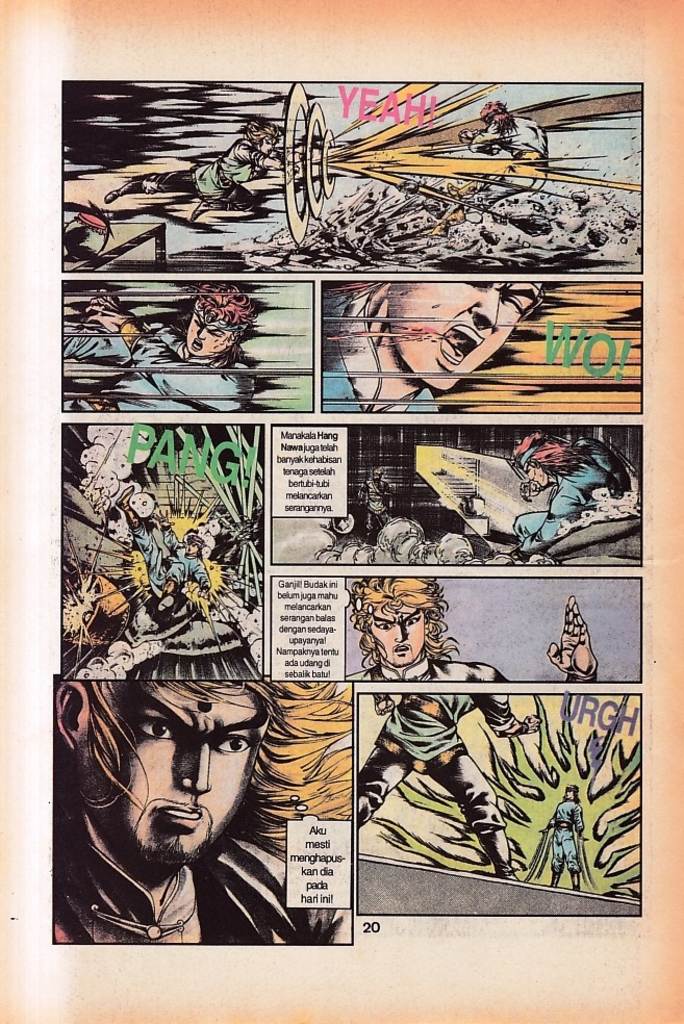 YEAH!
WO!
PANG!
Manakala Hang
Nawa juga telah
banyak kehabisan
tenaga setelah
bertubi-tubi
melancarkan
serangannya.
Ganjil! Budak ini
belum juga mahu
melancarkan
serangan balas
dengan sedaya-
upayanya!
Nampaknya tentu
ada udang di
sebalik batu!
Aku
mesti
menghapus-
kan dia
pada
hari ini!
URGH
20